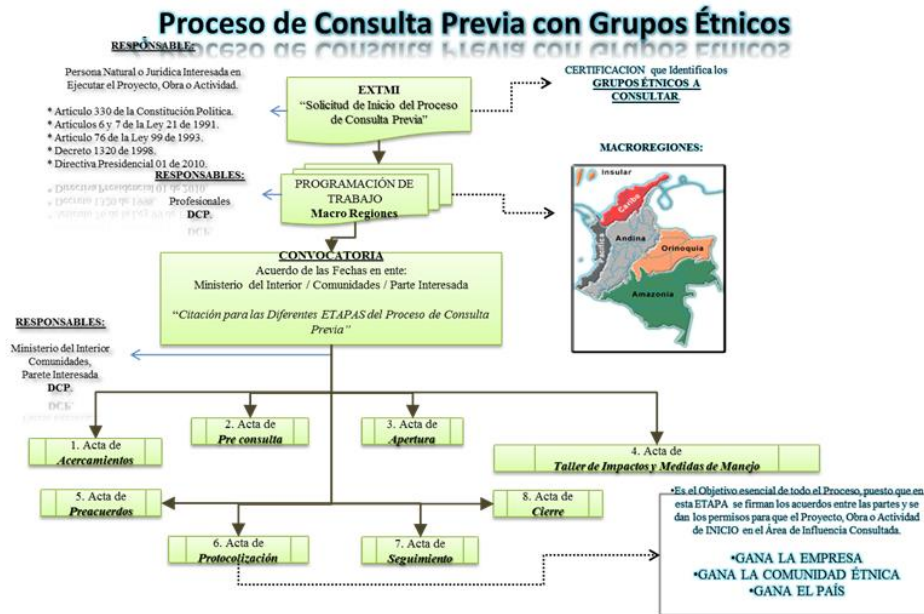 Proceso de Consulta Previa con Grupos Étnicos
RESPONSABLE:
Persona Natural o Jurídica Interesada en
Ejecutar el Proyecto, Obra o Actividad.
* Artículo 330 de la Constitución Política.
* Artículos 6 y 7 de la Ley 21 de 1991.
* Artículo 76 de la Ley 99 de 1993.
* Decreto 1320 de 1998.
* Directiva Presidencial 01 de 2010.
EXTMI
“Solicitud de Inicio del Proceso
de Consulta Previa”
CERTIFICACION que Identifica los
GRUPOS ÉTNICOS A
CONSULTAR.
RESPONSABLES:
Profesionales
DCP.
PROGRAMACIÓN DE
TRABAJO
Macro Regiones
MACROREGIONES:
Insular
Caribe
Pacífica
Andina
Orinoquia
Amazonia
CONVOCATORIA
Acuerdo de las Fechas en ente:
Ministerio del Interior / Comunidades / Parte Interesada
“Citación para las Diferentes ETAPAS del Proceso de Consulta
Previa”
RESPONSABLES:
Ministerio del Interior
Comunidades,
Parete Interesada
DCP.
1. Acta de
Acercamientos
2. Acta de
Pre consulta
3. Acta de
Apertura
4. Acta de
Taller de Impactos y Medidas de Manejo
5. Acta de
Preacuerdos
6. Acta de
Protocolización
7. Acta de
Seguimiento
8. Acta de
Cierre
•Es el Objetivo esencial de todo el Proceso, puesto que en
esta ETAPA se firman los acuerdos entre las partes y se
dan los permisos para que el Proyecto, Obra o Actividad
de INICIO en el Área de Influencia Consultada.
•GANA LA EMPRESA
•GANA LA COMUNIDAD ÉTNICA
•GANA EL PAÍS